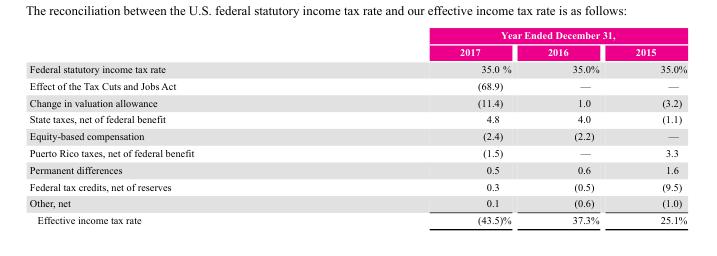 The reconciliation between the U.S. federal statutory income tax rate and our effective income tax rate is as follows:
Year Ended December 31,
2017 2016 2015
Federal statutory income tax rate 35.0 % 35.0% 35.0%
Effect of the Tax Cuts and Jobs Act (68.9) — —
Change in valuation allowance (11.4) 1.0 (3.2)
State taxes, net of federal benefit 4.8 4.0 (1.1)
Equity-based compensation (2.4) (2.2) —
Puerto Rico taxes, net of federal benefit (1.5) — 3.3
Permanent differences 0.5 0.6 1.6
Federal tax credits, net of reserves 0.3 (0.5) (9.5)
Other, net 0.1 (0.6) (1.0)
Effective income tax rate (43.5)% 37.3% 25.1%